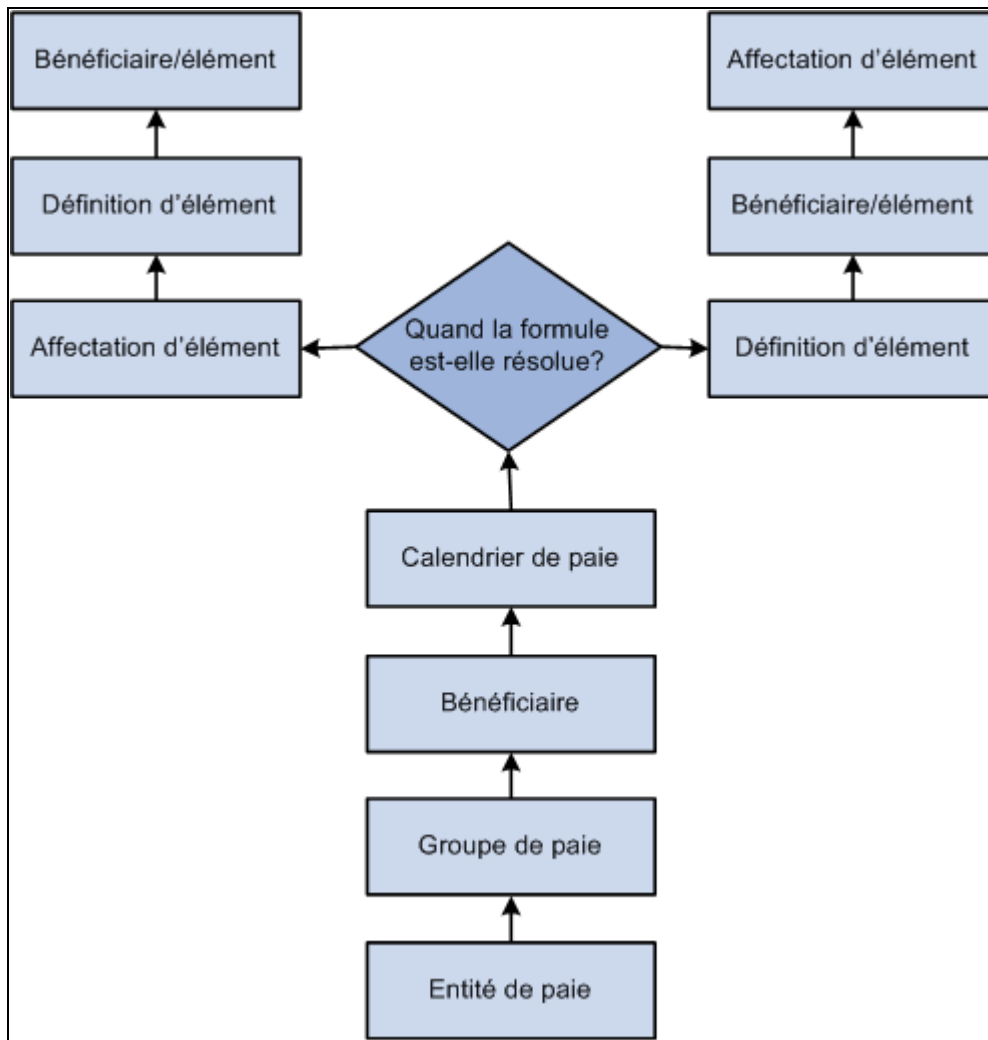 Bénéficiaire/élément
Affectation d'élément
Définition d'élément
Bénéficiaire/élément
Affectation d'élément
Quand la formule
est-elle résolue?
Définition d'élément
Calendrier de paie
Bénéficiaire
Groupe de paie
Entité de paie